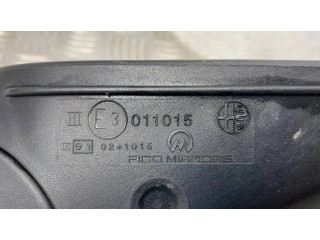 III E3 011015
III E3 02*1015
FICO MIRRORS